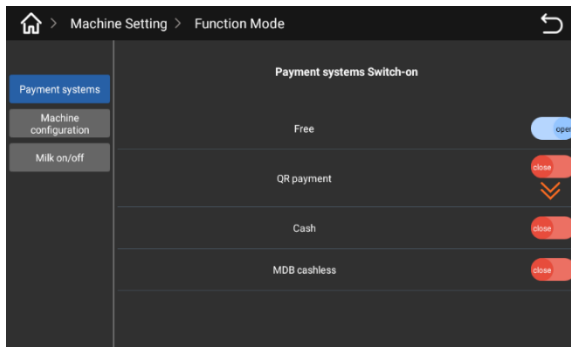 > Machine Setting > Function Mode
Payment systems Switch-on
Payment systems
Machine
configuration
Milk on/off
Free
open
QR payment
close
Cash
close
MDB cashless
close